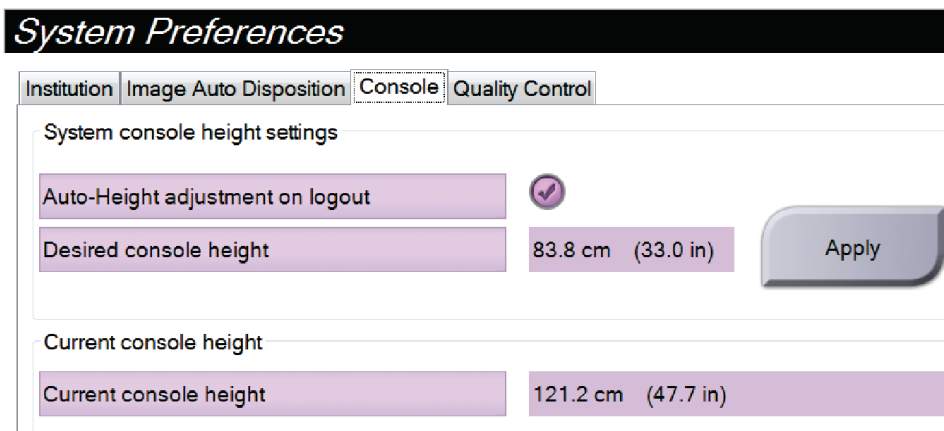 System Preferences
Institution Image Auto Disposition Console Quality Control
System console height settings
Auto-Height adjustment on logout
Desired console height 83.8 cm (33.0 in) Apply
Current console height
Current console height 121.2 cm (47.7 in)